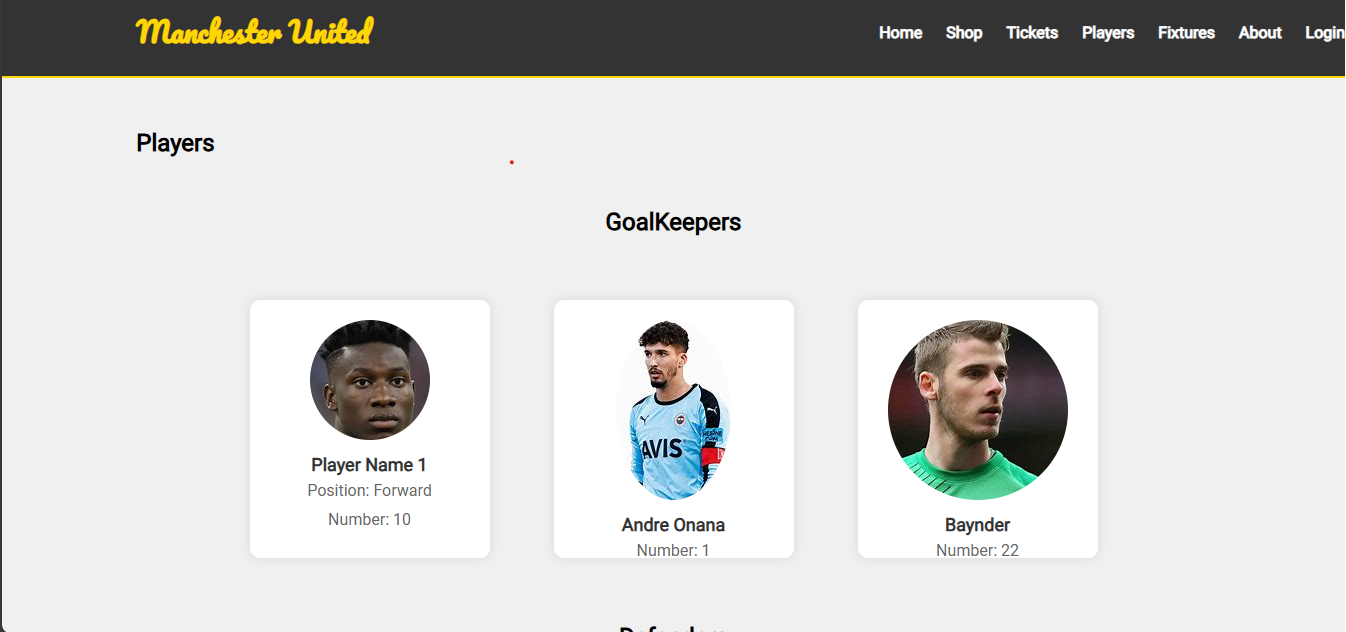 Manchester United
Home Shop Tickets Players Fixtures About Login
Players
GoalKeepers
Player Name 1
Position: Forward
Number: 10
AVIS
Andre Onana
Number: 1
Baynder
Number: 22